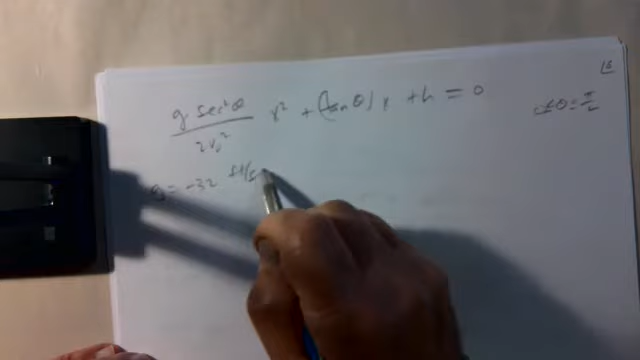 g sec²θ / 2v₀² x² + (tan θ) x + h = 0
g = -32 ft/s